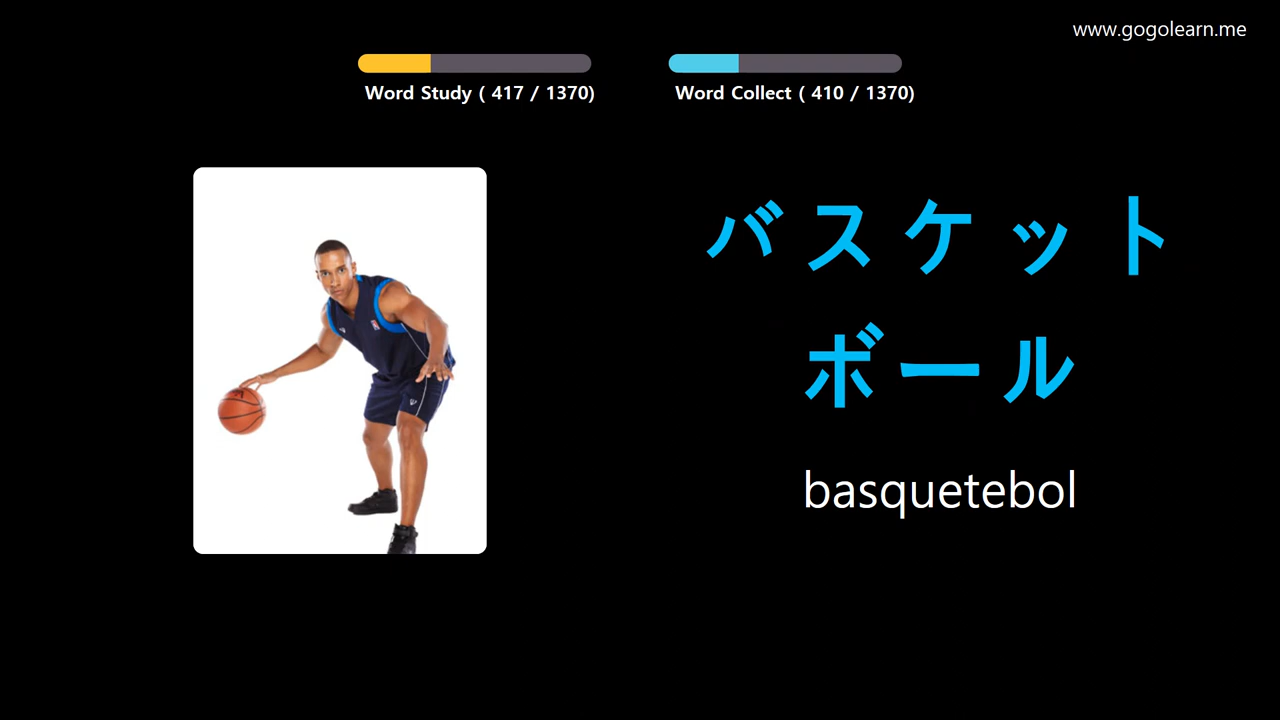 www.gogolearn.me
Word Study ( 417 / 1370)
Word Collect ( 410 / 1370)
バスケット
ボール
basquetebol